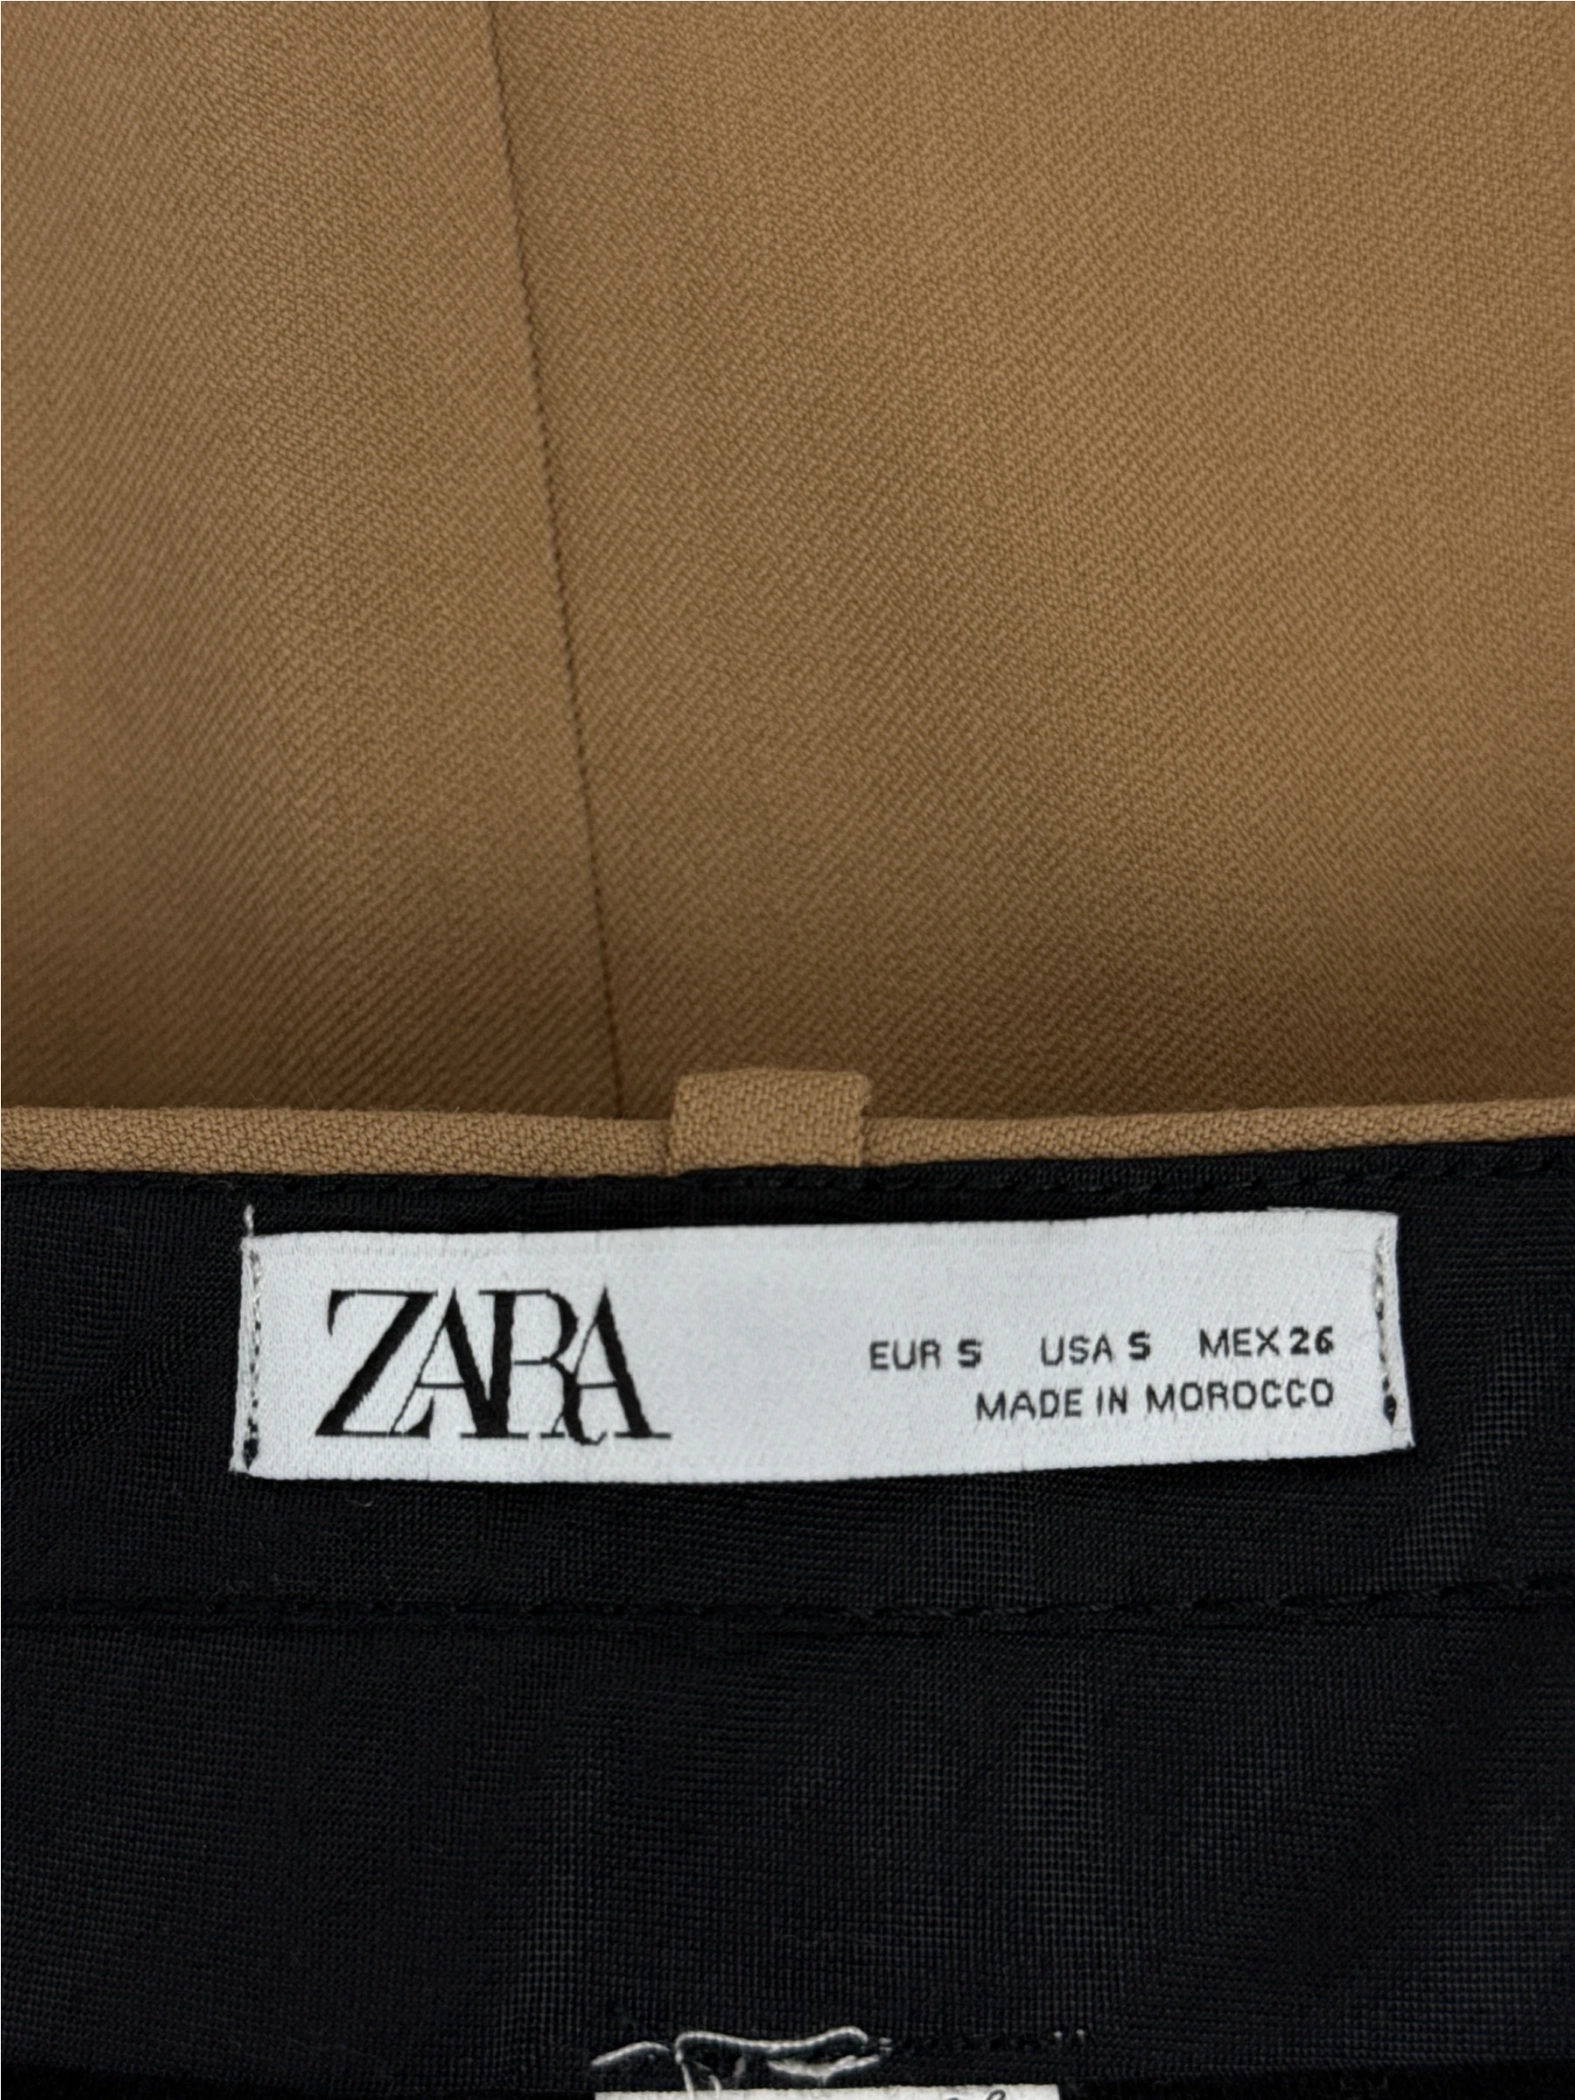 ZARA
EUR S USA S MEX 26
MADE IN MOROCCO